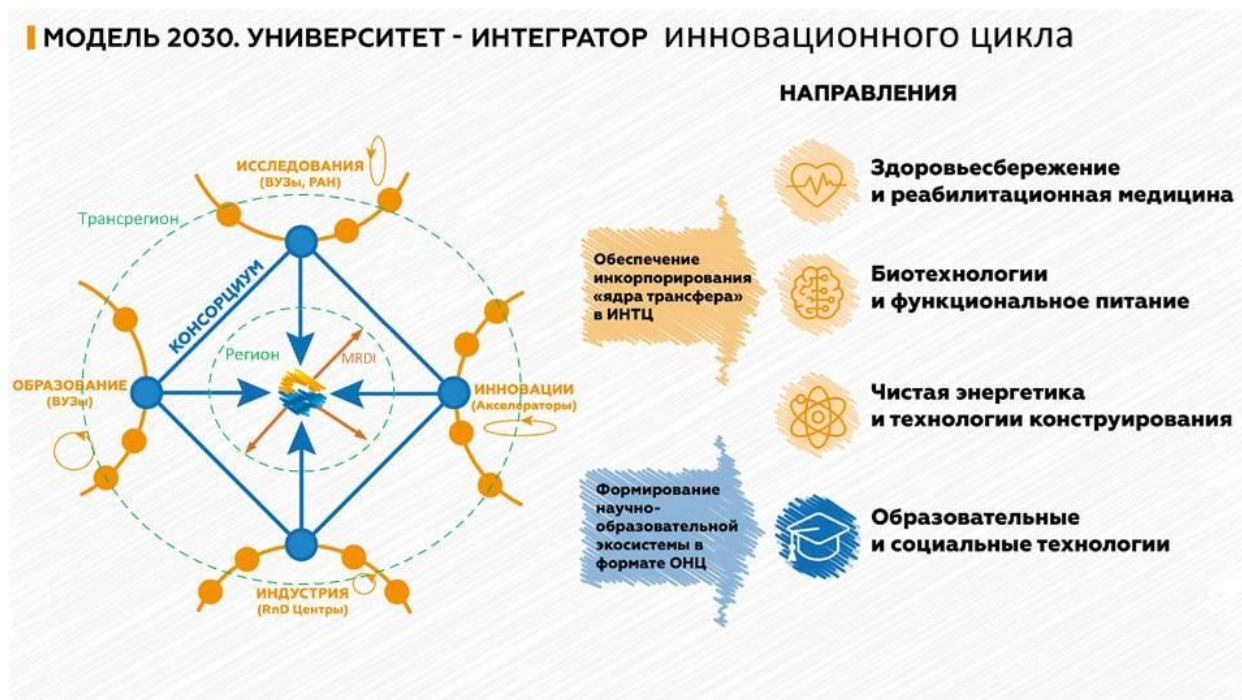 МОДЕЛЬ 2030. УНИВЕРСИТЕТ - ИНТЕГРАТОР инновационного цикла
ИССЛЕДОВАНИЯ
(ВУЗы, РАН)
Трансрегион
КОНСОРЦИУМ
Регион
MRDI
ОБРАЗОВАНИЕ
(ВУЗы)
ИННОВАЦИИ
(Акселераторы)
ИНДУСТРИЯ
(RnD Центры)
Обеспечение
инкорпорирования
«ядра трансфера»
в ИНТЦ
Формирование
научно-
образовательной
экосистемы в
формате ОНЦ
НАПРАВЛЕНИЯ
Здоровьесбережение
и реабилитационная медицина
Биотехнологии
и функциональное питание
Чистая энергетика
и технологии конструирования
Образовательные
и социальные технологии